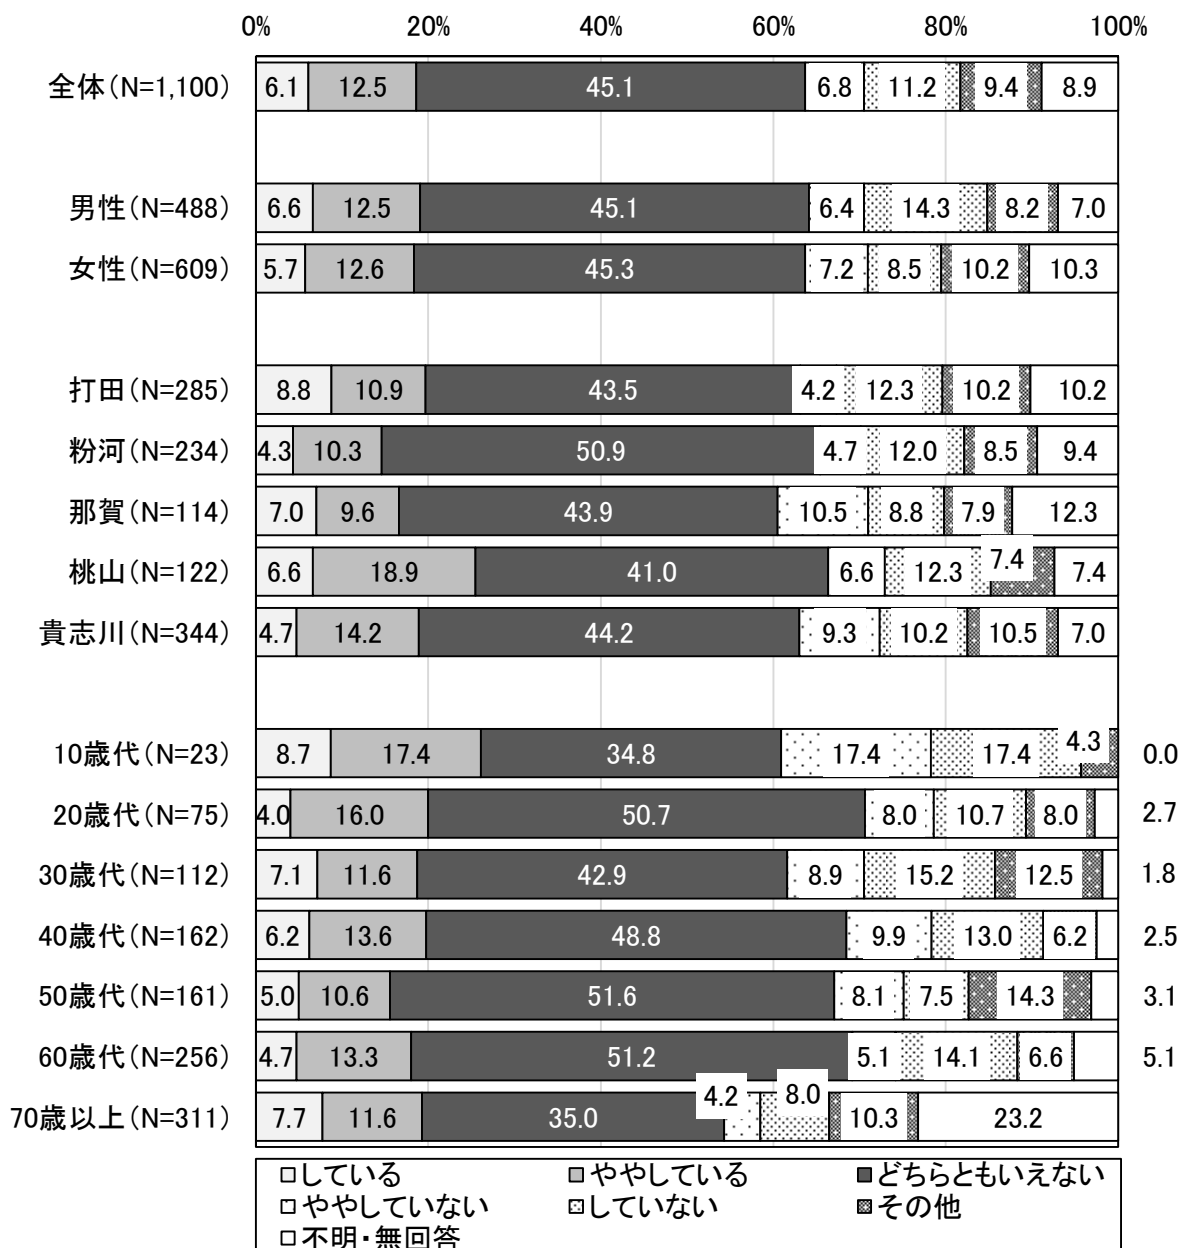 0% 20% 40% 60% 80% 100%
全体(N=1,100) 6.1 12.5 45.1 6.8 11.2 9.4 8.9
男性(N=488) 6.6 12.5 45.1 6.4 14.3 8.2 7.0
女性(N=609) 5.7 12.6 45.3 7.2 8.5 10.2 10.3
打田(N=285) 8.8 10.9 43.5 4.2 12.3 10.2 10.2
粉河(N=234) 4.3 10.3 50.9 4.7 12.0 8.5 9.4
那賀(N=114) 7.0 9.6 43.9 10.5 8.8 7.9 12.3
桃山(N=122) 6.6 18.9 41.0 6.6 12.3 7.4 7.4
貴志川(N=344) 4.7 14.2 44.2 9.3 10.2 10.5 7.0
10歳代(N=23) 8.7 17.4 34.8 17.4 17.4 4.3 0.0
20歳代(N=75) 4.0 16.0 50.7 8.0 10.7 8.0 2.7
30歳代(N=112) 7.1 11.6 42.9 8.9 15.2 12.5 1.8
40歳代(N=162) 6.2 13.6 48.8 9.9 13.0 6.2 2.5
50歳代(N=161) 5.0 10.6 51.6 8.1 7.5 14.3 3.1
60歳代(N=256) 4.7 13.3 51.2 5.1 14.1 6.6 5.1
70歳以上(N=311) 7.7 11.6 35.0 4.2 8.0 10.3 23.2
している ややしている どちらともいえない
ややしていない していない その他
不明・無回答